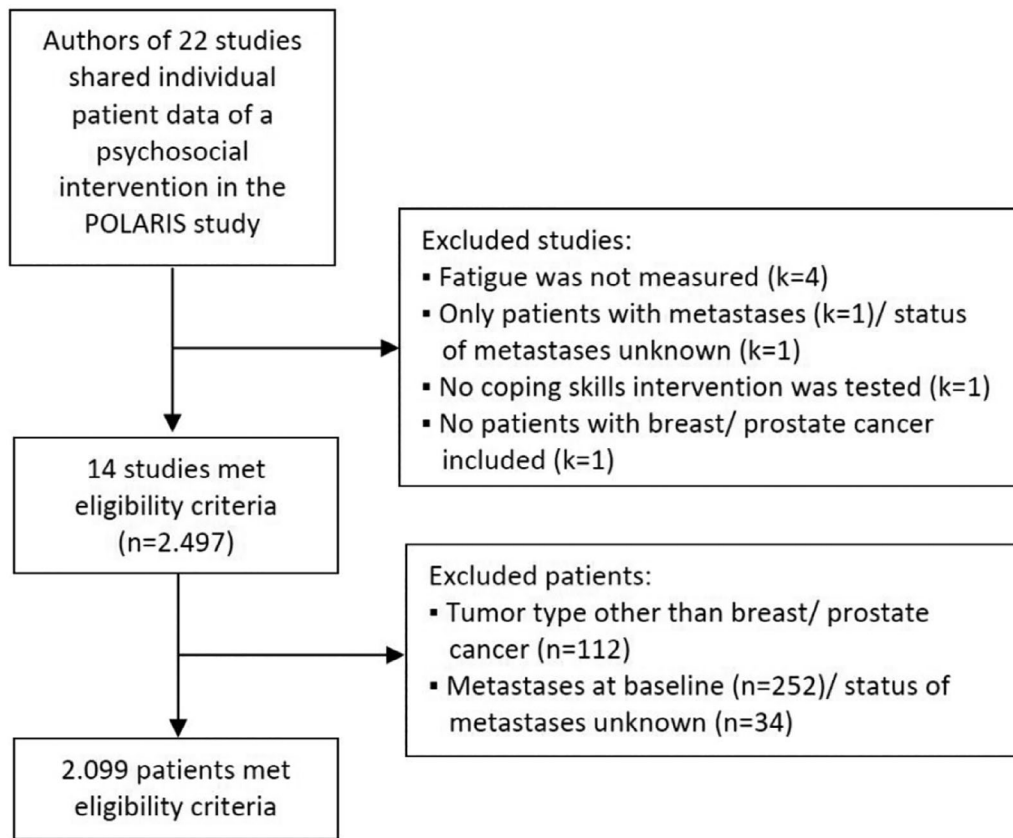 Authors of 22 studies
shared individual
patient data of a
psychosocial
intervention in the
POLARIS study
Excluded studies:
▪ Fatigue was not measured (k=4)
▪ Only patients with metastases (k=1)/ status
of metastases unknown (k=1)
▪ No coping skills intervention was tested (k=1)
▪ No patients with breast/ prostate cancer
included (k=1)
14 studies met
eligibility criteria
(n=2.497)
Excluded patients:
▪ Tumor type other than breast/ prostate
cancer (n=112)
▪ Metastases at baseline (n=252)/ status of
metastases unknown (n=34)
2.099 patients met
eligibility criteria